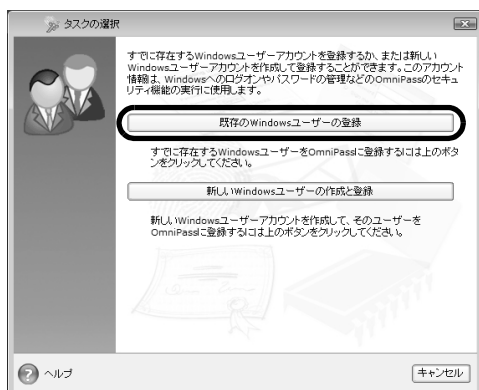 タスクの選択
すでに存在するWindowsユーザーアカウントを登録するか、または新しい
Windowsユーザーアカウントを作成して登録することができます。このアカウント
情報は、Windowsへのログオンやパスワードの管理などのOmniPassのセキュ
リティ機能の実行に使用します。
既存のWindowsユーザーの登録
すでに存在するWindowsユーザーをOmniPassに登録するには上のボタ
ンをクリックしてください。
新しいWindowsユーザーの作成と登録
新しいWindowsユーザーアカウントを作成して、そのユーザーを
OmniPassに登録するには上のボタンをクリックしてください。
ヘルプ
キャンセル